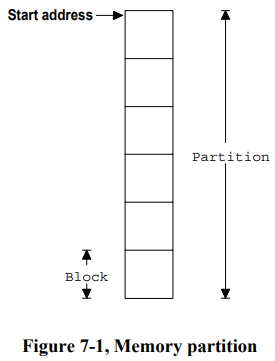 Start address
Partition
Block
Figure 7-1, Memory partition